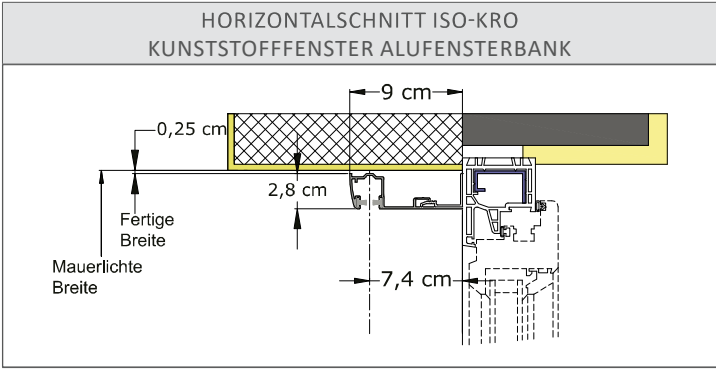 HORIZONTALSCHNITT ISO-KRO
KUNSTSTOFFFENSTER ALUFENSTERBANK
9 cm
0,25 cm
2,8 cm
Fertige
Breite
Mauerlichte
Breite
7,4 cm